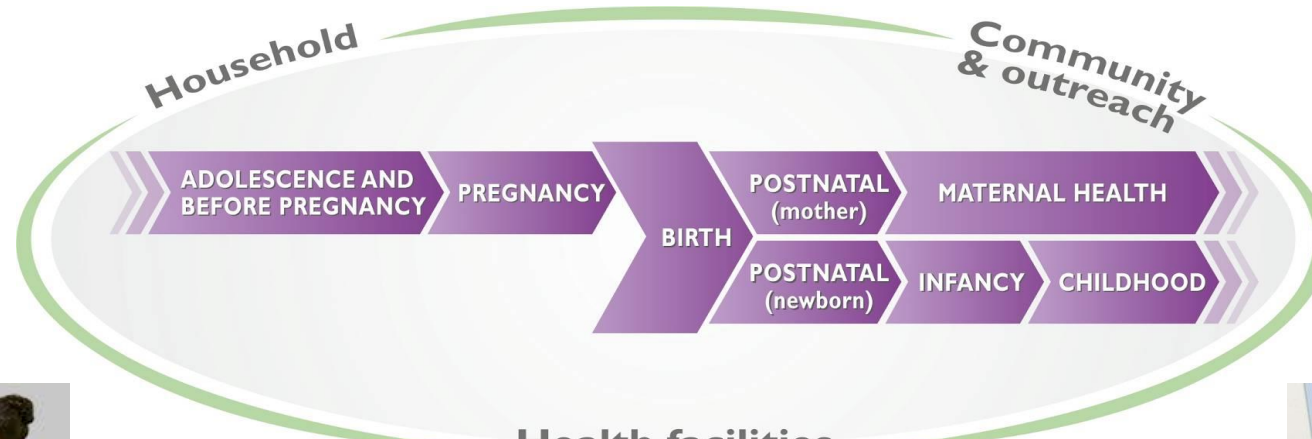 Household
Community
& outreach
ADOLESCENCE AND
BEFORE PREGNANCY
PREGNANCY
BIRTH
POSTNATAL
(mother)
MATERNAL HEALTH
POSTNATAL
(newborn)
INFANCY
CHILDHOOD
Health facilities